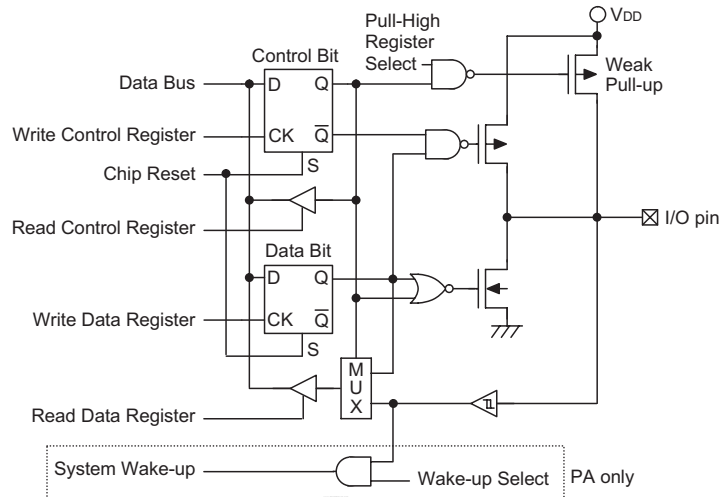 VDD
Pull-High
Register
Select
Control Bit
Weak
Pull-up
Data Bus
D
Q
Write Control Register
CK
Q
S
Chip Reset
I/O pin
Read Control Register
Data Bit
D
Q
Write Data Register
CK
Q
S
M
U
X
Read Data Register
System Wake-up
Wake-up Select
PA only